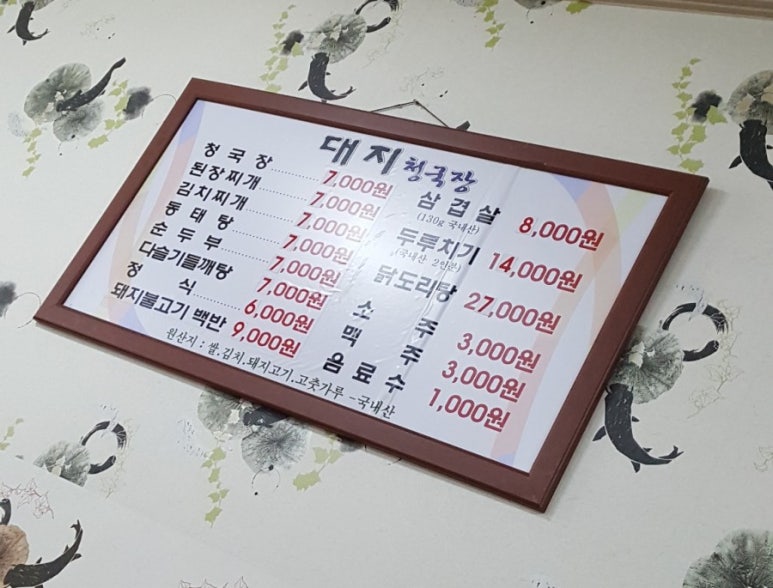 대지 청국장
청국장 7,000원
된장찌개 7,000원
김치찌개 7,000원
동태탕 7,000원
순두부 7,000원
다슬기들깨탕 7,000원
정식 6,000원
돼지불고기 백반 9,000원
삼겹살 8,000원
(130g 국내산)
두루치기 14,000원
(국내산 2인분)
닭도리탕 27,000원
소주 3,000원
맥주 3,000원
음료수 1,000원
원산지 : 쌀.김치.돼지고기.고춧가루 -국내산